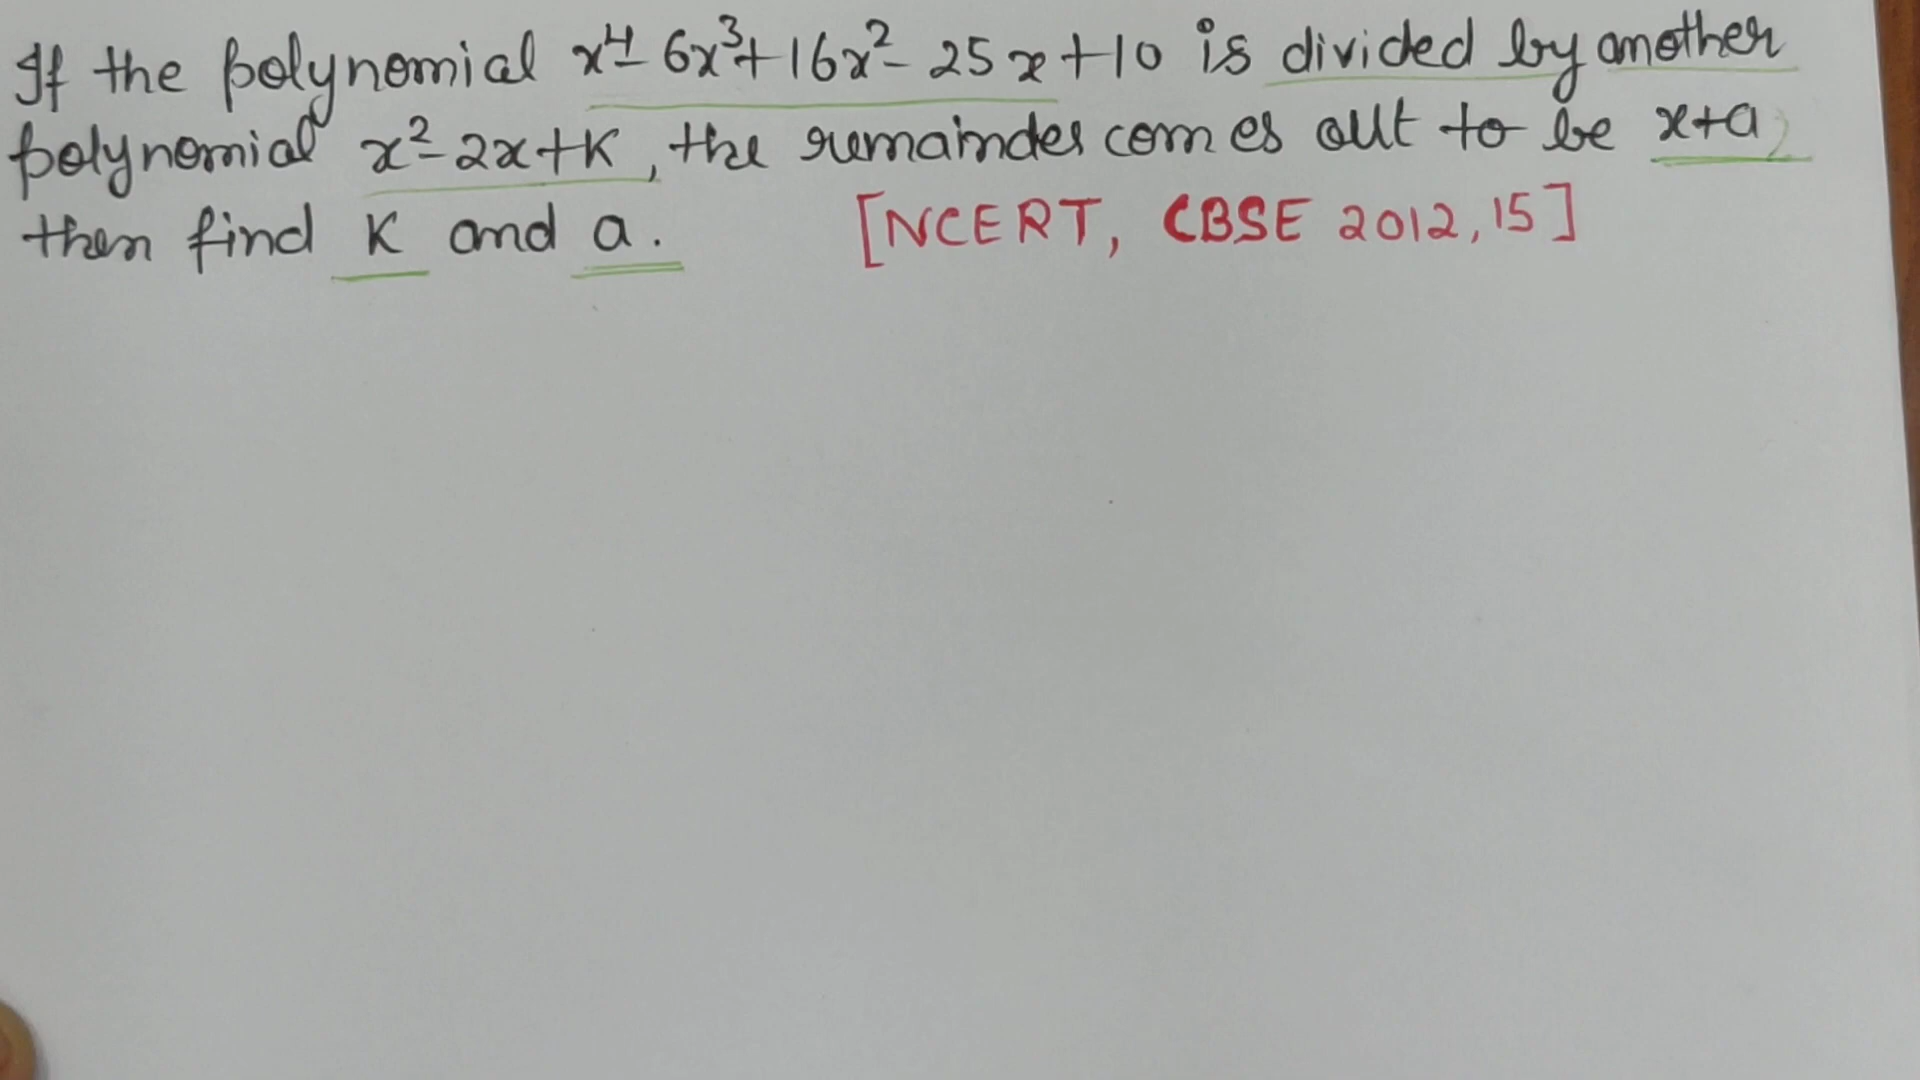 If the polynomial x⁴- 6x³+16x²- 25x+10 is divided by another
polynomial x²-2x+K, the remainder comes out to be x+a,
then find K and a. [NCERT, CBSE 2012,15]